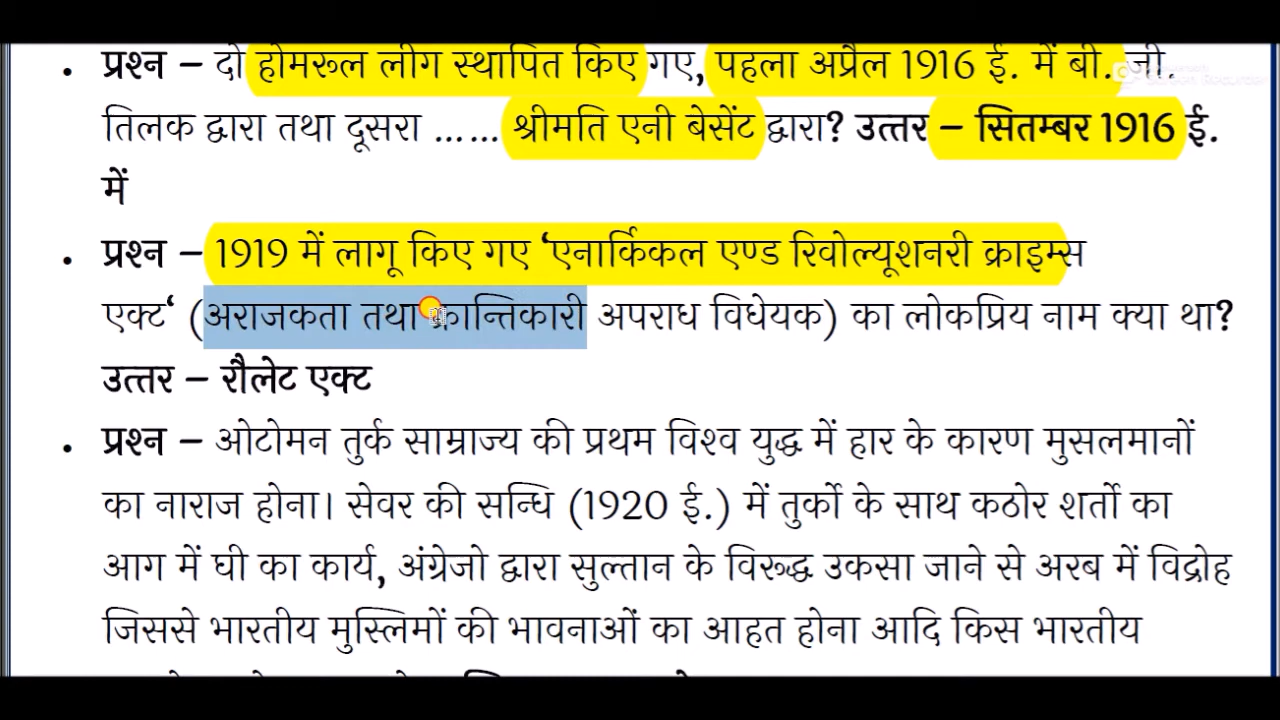 • प्रश्न – दो होमरूल लीग स्थापित किए गए, पहला अप्रैल 1916 ई. में बी. जी.
तिलक द्वारा तथा दूसरा ... ... श्रीमति एनी बेसेंट द्वारा? उत्तर – सितम्बर 1916 ई.
में
• प्रश्न – 1919 में लागू किए गए ‘एनार्किकल एण्ड रिवोल्यूशनरी क्राइम्स
एक्ट‘ (अराजकता तथा क्रान्तिकारी अपराध विधेयक) का लोकप्रिय नाम क्या था?
उत्तर – रौलेट एक्ट
• प्रश्न – ओटोमन तुर्क साम्राज्य की प्रथम विश्व युद्ध में हार के कारण मुसलमानों
का नाराज होना। सेवर की सन्धि (1920 ई.) में तुर्को के साथ कठोर शर्तो का
आग में घी का कार्य, अंग्रेजो द्वारा सुल्तान के विरूद्ध उकसा जाने से अरब में विद्रोह
जिससे भारतीय मुस्लिमों की भावनाओं का आहत होना आदि किस भारतीय